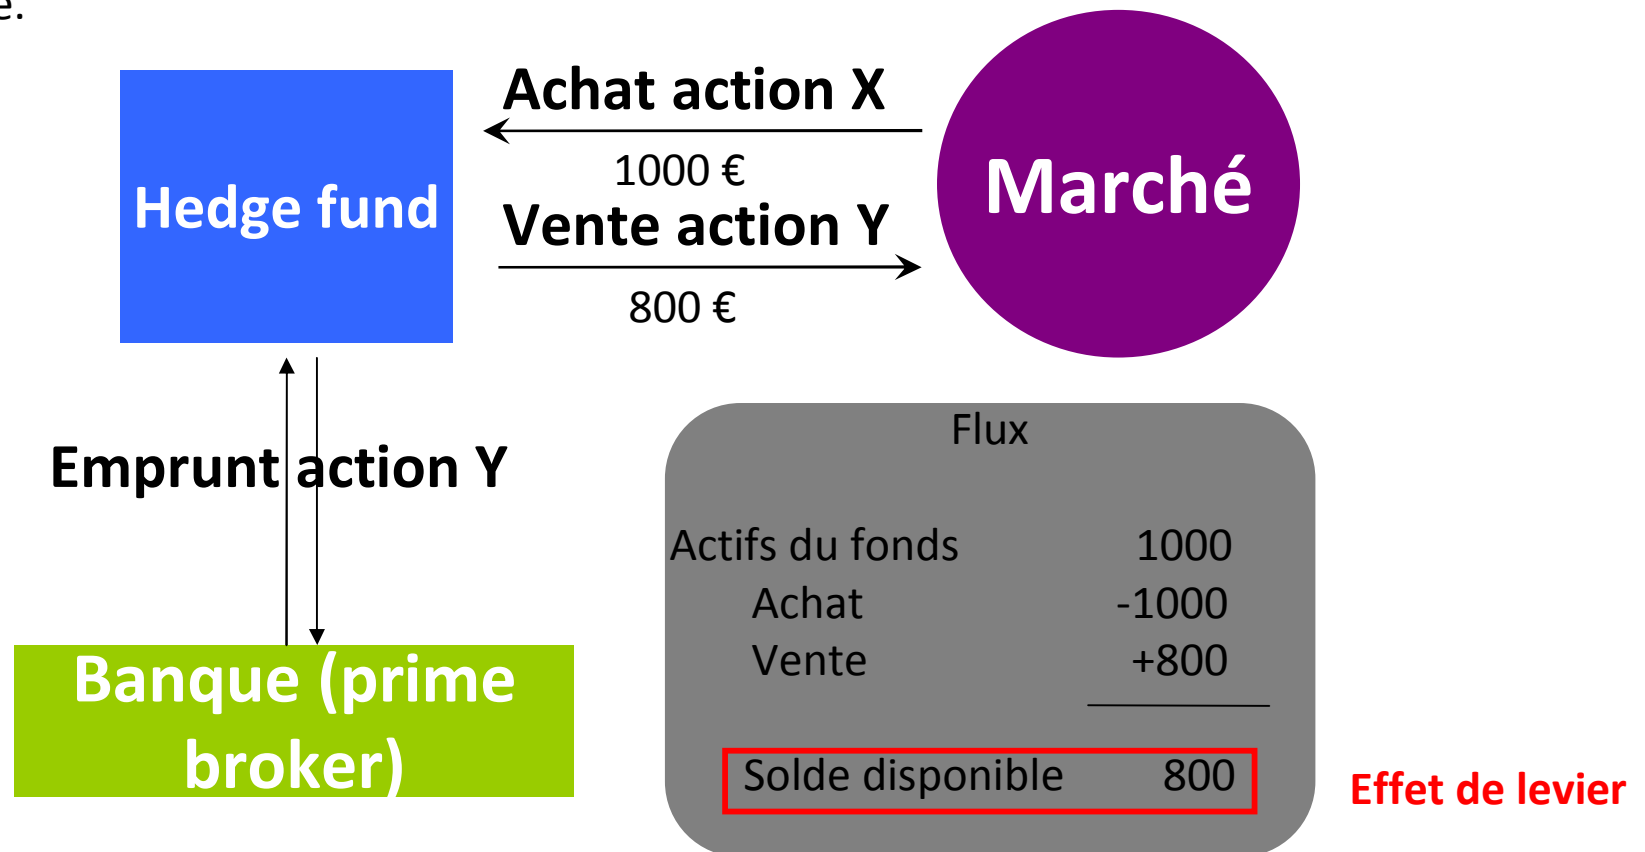 e.
Achat action X
1000 €
Hedge fund
Marché
Vente action Y
800 €
Emprunt action Y
Banque (prime
broker)
Flux
Actifs du fonds 1000
Achat -1000
Vente +800
Solde disponible 800
Effet de levier